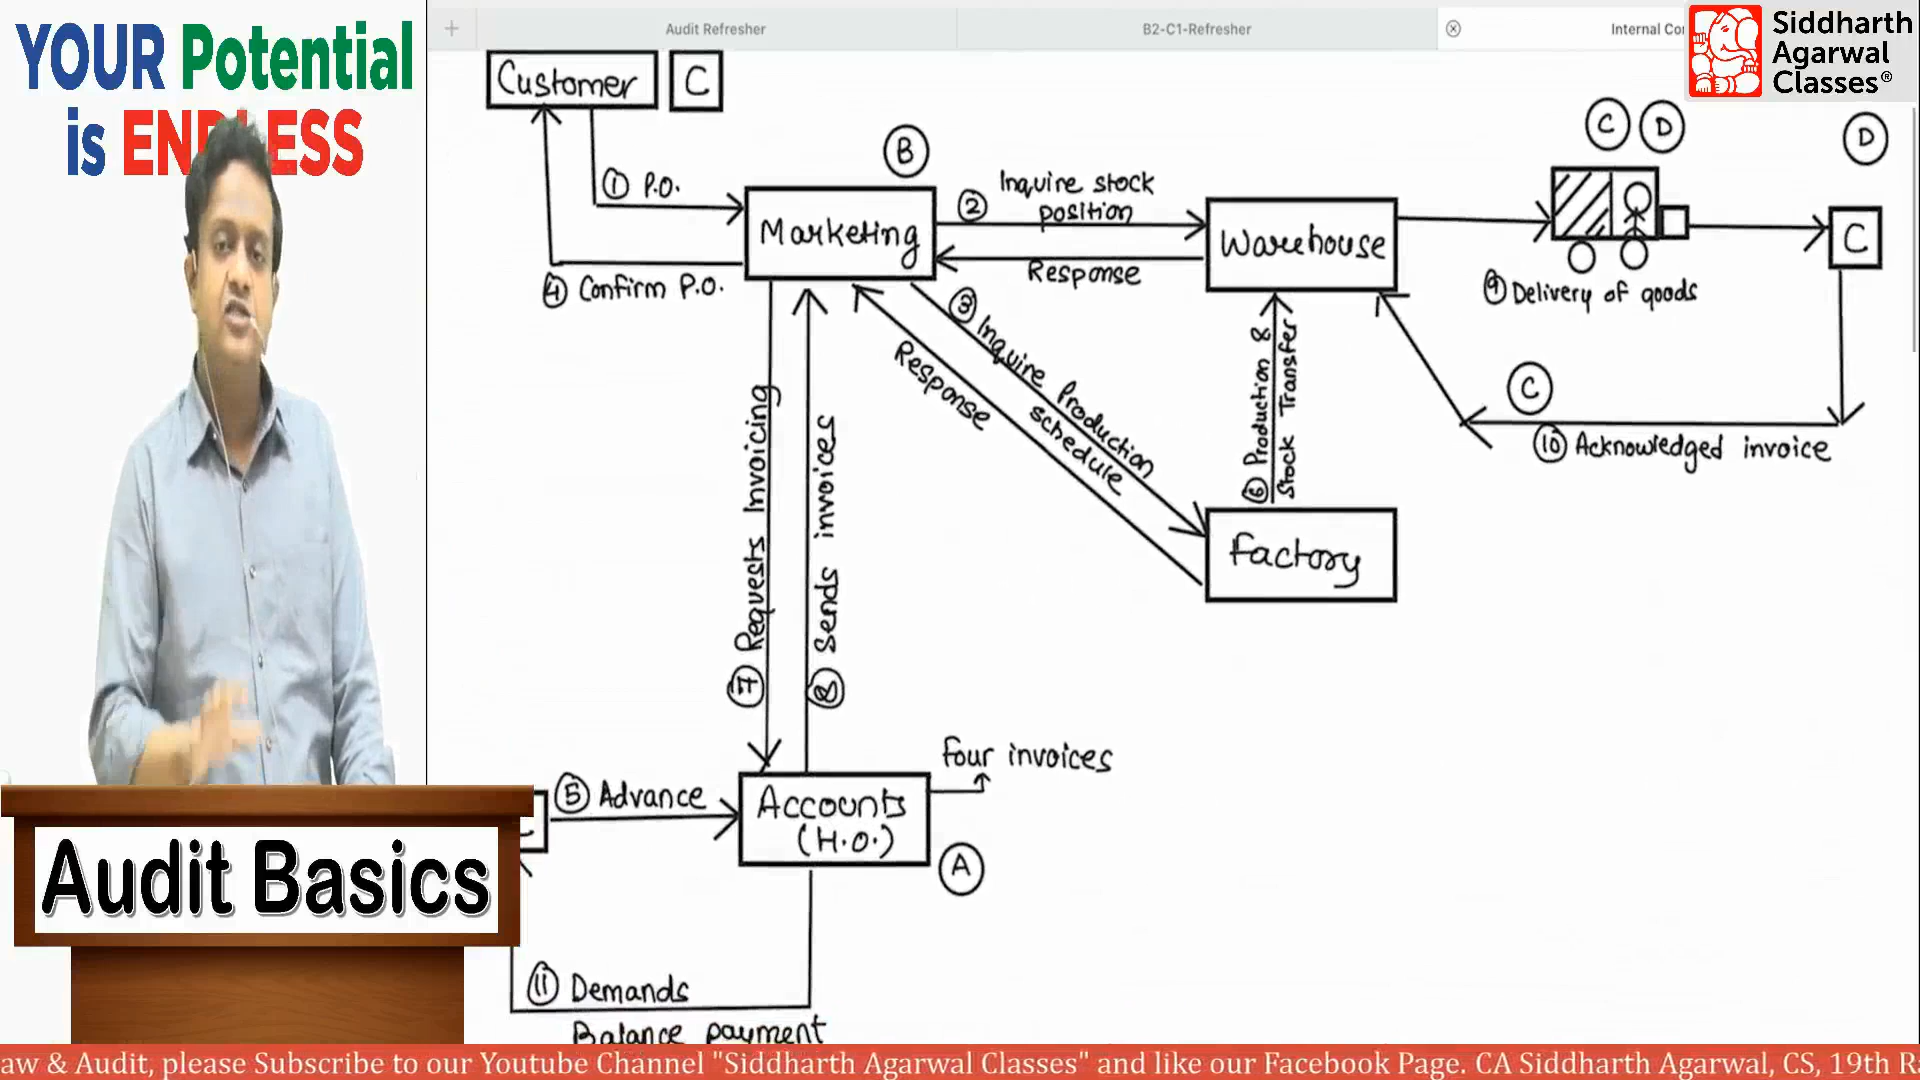 YOUR Potential
is ENDLESS
Audit Refresher
B2-C1-Refresher
Internal Co
Siddharth
Agarwal
Classes®
Customer
C
B
C
D
D
① P.O.
② Inquire stock
position
Marketing
Warehouse
C
Response
④ Confirm P.O.
⑨ Delivery of goods
③ Inquire Production
schedule
Response
⑥ Production &
Stock Transfer
C
⑩ Acknowledged invoice
⑦ Requests Invoicing
⑧ Sends invoices
Factory
Four invoices
⑤ Advance
Accounts
(H.O.)
A
Audit Basics
⑪ Demands
Balance payment
aw & Audit, please Subscribe to our Youtube Channel "Siddharth Agarwal Classes" and like our Facebook Page. CA Siddharth Agarwal, CS, 19th R